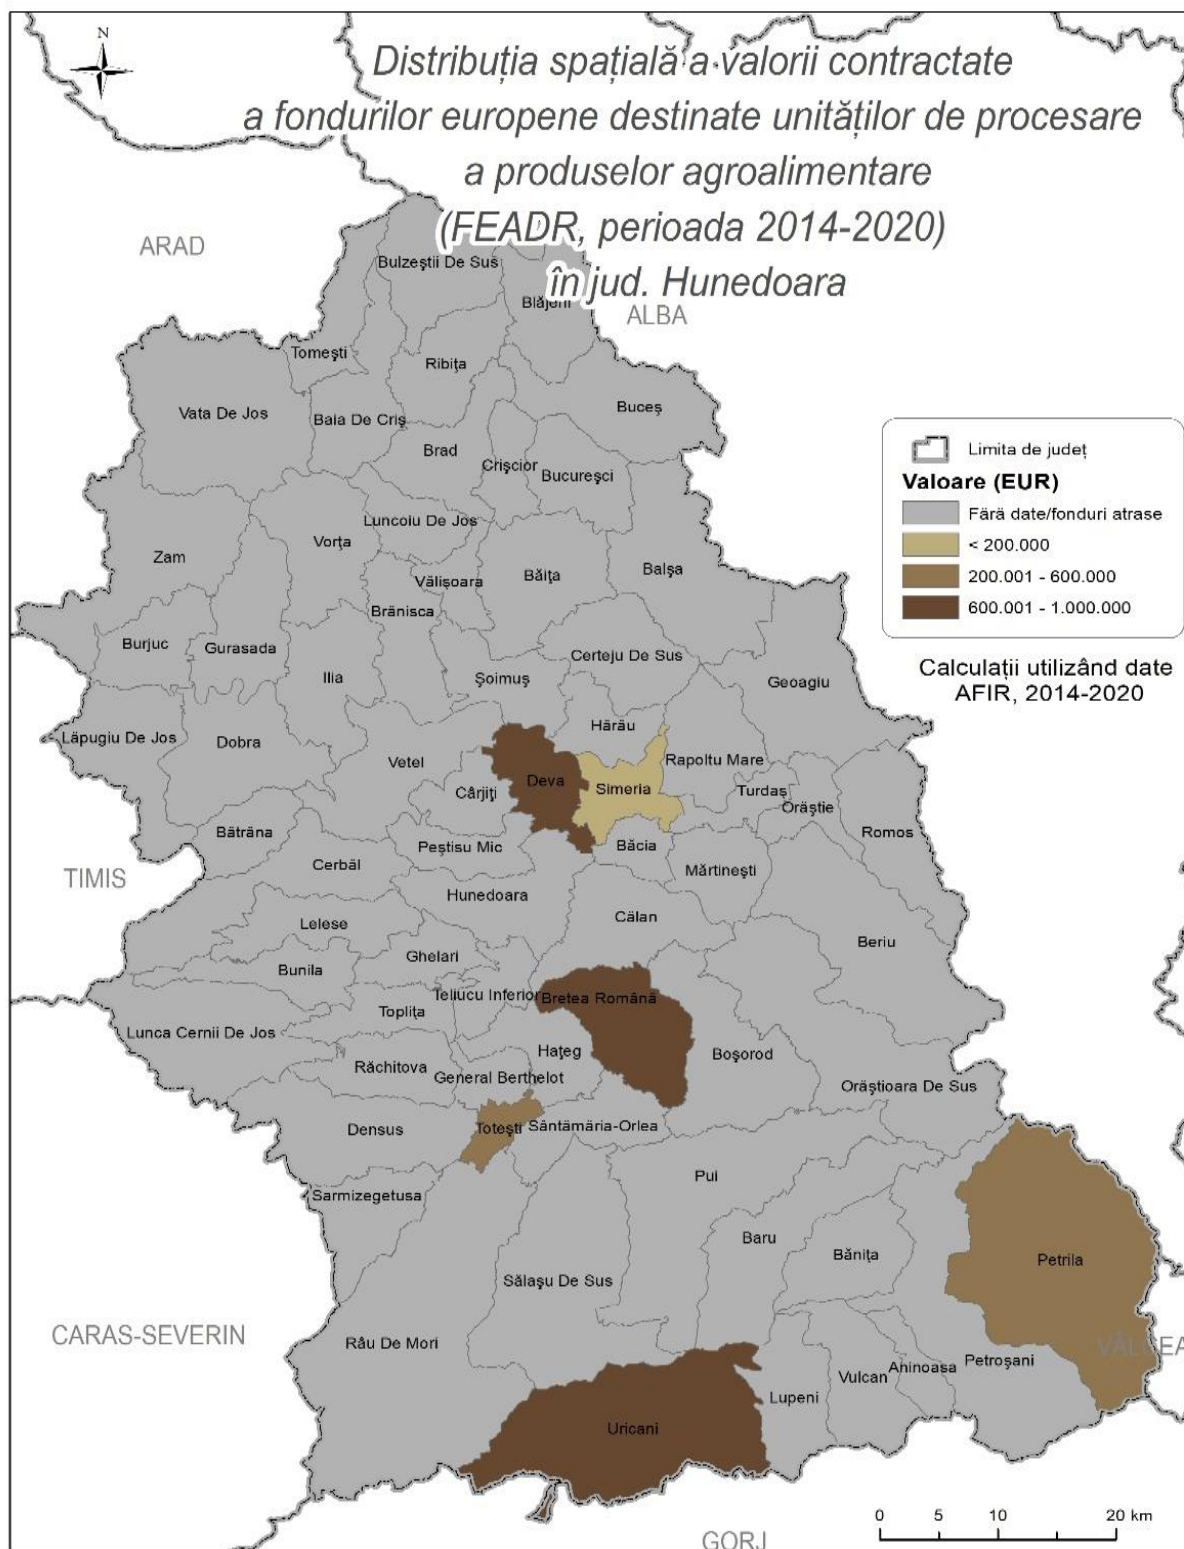 N
Distribuția spațială a valorii contractate
a fondurilor europene destinate unităților de procesare
a produselor agroalimentare
(FEADR, perioada 2014-2020)
în jud. Hunedoara
ARAD
ALBA
Bulzeștii De Sus
Blăjeni
Tomești
Ribița
Vata De Jos
Baia De Criș
Buceș
Brad
Crișcior
București
Limita de județ
Valoare (EUR)
Fără date/fonduri atrase
< 200.000
200.001 - 600.000
600.001 - 1.000.000
Calculații utilizând date
AFIR, 2014-2020
Luncoiu De Jos
Vorța
Zam
Vălișoara
Băița
Balșa
Brănisca
Burjuc
Gurasada
Certeju De Sus
Ilia
Șoimuș
Geoagiu
Lăpugiu De Jos
Dobra
Hărău
Vetel
Rapoltu Mare
Deva
Simeria
Cârjiți
Turdaș
Orăștie
Bătrăna
Romos
Peștisu Mic
Băcia
Cerbăl
Mărtinești
TIMIS
Hunedoara
Călan
Lelese
Beriu
Ghelari
Bunila
Teliucu Inferior
Bretea Română
Toplița
Lunca Cernii De Jos
Hațeg
Boșorod
Răchitova
General Berthelot
Orăștioara De Sus
Densus
Totești
Sântămăria-Orlea
Pui
Sarmizegetusa
Baru
Bănița
Petrila
Sălașu De Sus
CARAS-SEVERIN
Râu De Mori
VÂLCEA
Petroșani
Aninoasa
Vulcan
Lupeni
Uricani
0 5 10 20 km
GORJ